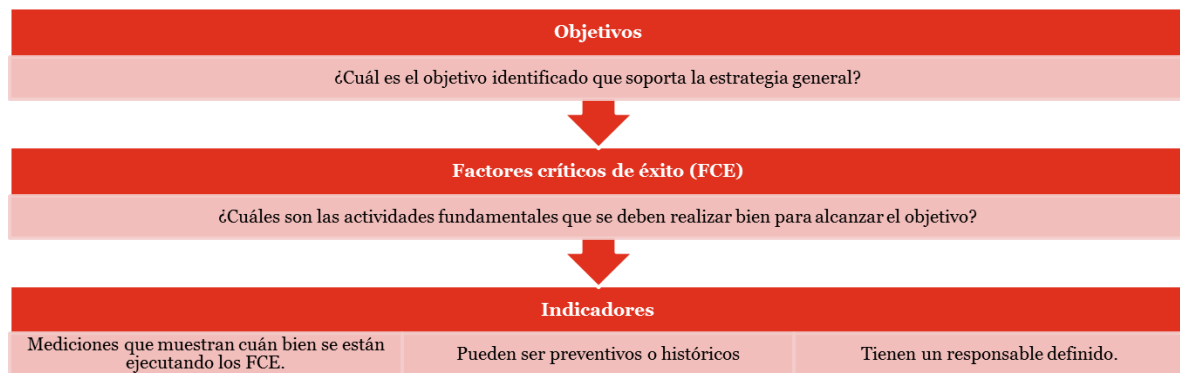 Objetivos
¿Cuál es el objetivo identificado que soporta la estrategia general?
Factores críticos de éxito (FCE)
¿Cuáles son las actividades fundamentales que se deben realizar bien para alcanzar el objetivo?
Indicadores
Mediciones que muestran cuán bien se están
ejecutando los FCE.
Pueden ser preventivos o históricos
Tienen un responsable definido.